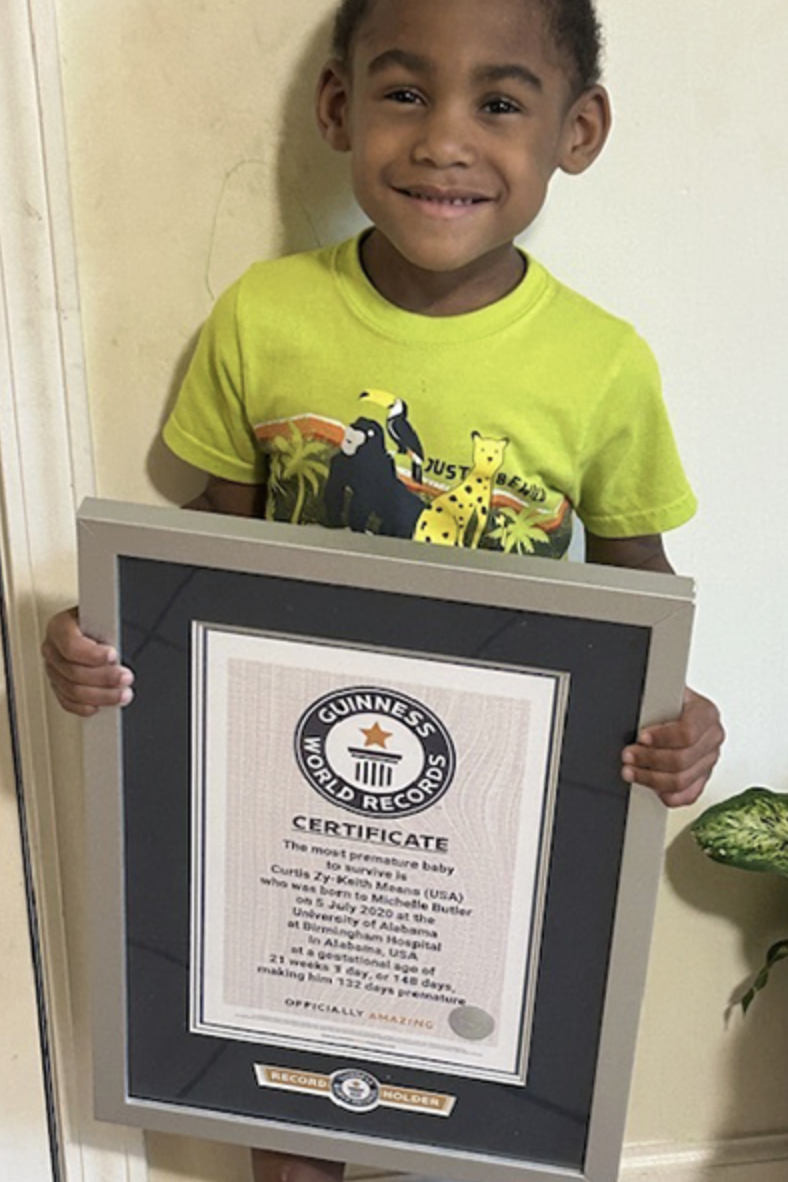 JUST BE WILD
GUINNESS
WORLD RECORDS
CERTIFICATE
The most premature baby
to survive is
Curtis Zy-Keith Means (USA)
who was born to Michelle Butler
on 5 July 2020 at the
University of Alabama
at Birmingham Hospital
in Alabama, USA
at a gestational age of
21 weeks 1 day, or 148 days,
making him 132 days premature
OFFICIALLY AMAZING
RECORD HOLDER